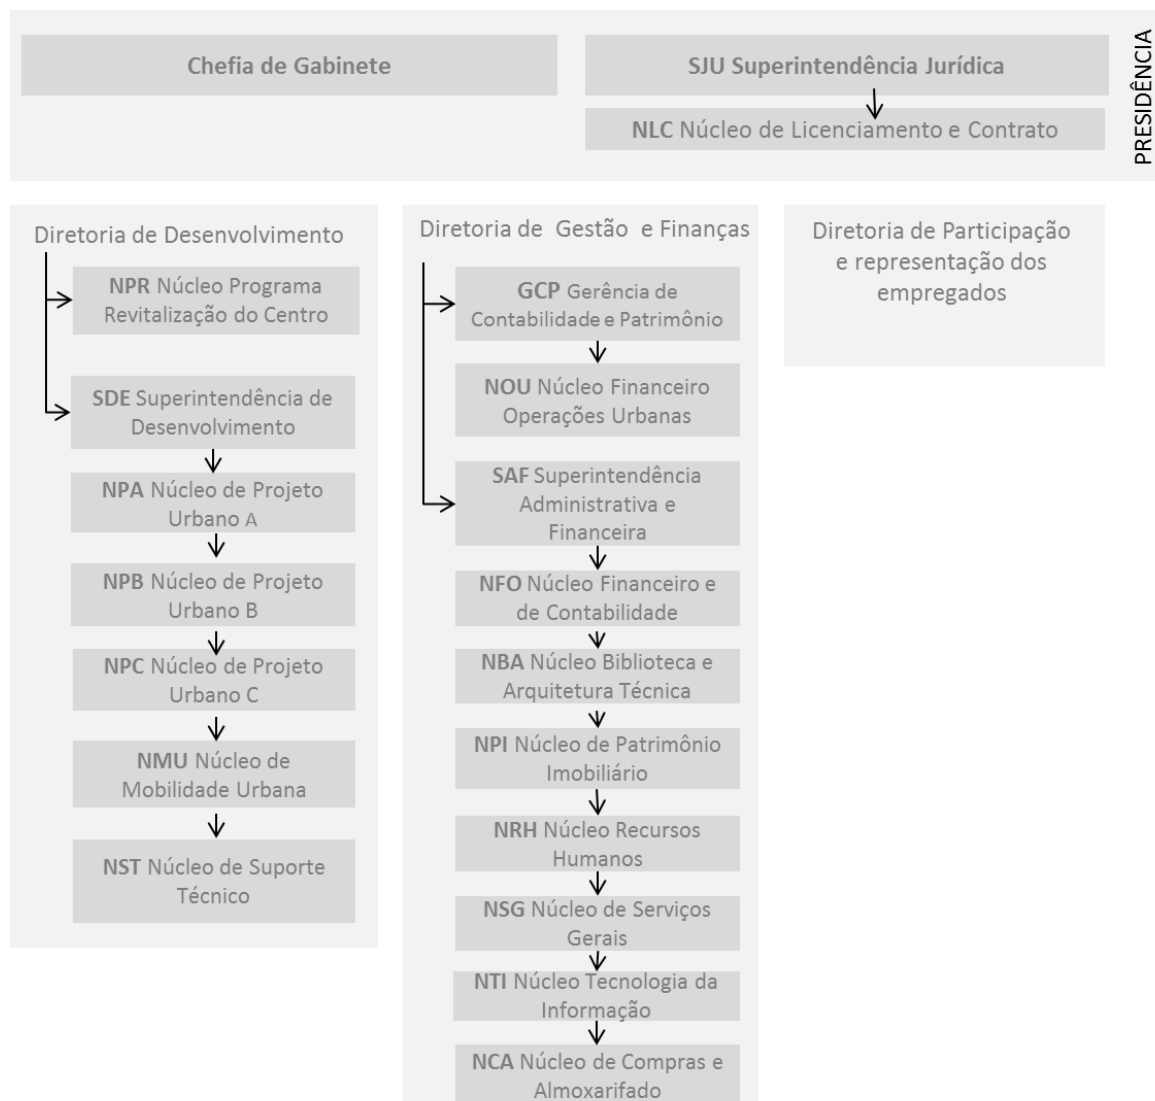 Chefia de Gabinete
SJU Superintendência Jurídica
NLC Núcleo de Licenciamento e Contrato
PRESIDÊNCIA
Diretoria de Desenvolvimento
NPR Núcleo Programa
Revitalização do Centro
SDE Superintendência de
Desenvolvimento
NPA Núcleo de Projeto
Urbano A
NPB Núcleo de Projeto
Urbano B
NPC Núcleo de Projeto
Urbano C
NMU Núcleo de
Mobilidade Urbana
NST Núcleo de Suporte
Técnico
Diretoria de Gestão e Finanças
GCP Gerência de
Contabilidade e Patrimônio
NOU Núcleo Financeiro
Operações Urbanas
SAF Superintendência
Administrativa e
Financeira
NFO Núcleo Financeiro e
de Contabilidade
NBA Núcleo Biblioteca e
Arquitetura Técnica
NPI Núcleo de Patrimônio
Imobiliário
NRH Núcleo Recursos
Humanos
NSG Núcleo de Serviços
Gerais
NTI Núcleo Tecnologia da
Informação
NCA Núcleo de Compras e
Almoxarifado
Diretoria de Participação
e representação dos
empregados